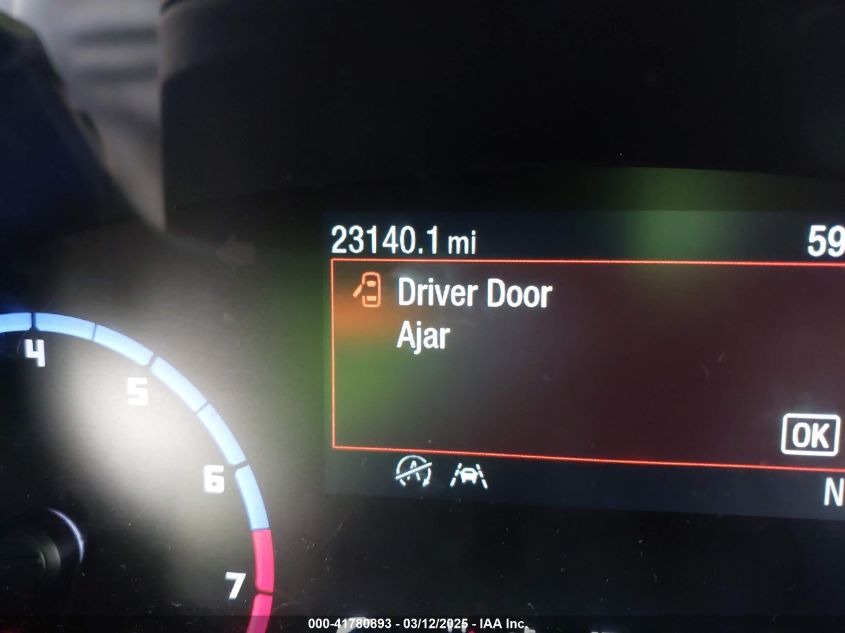 23140.1 mi
59
Driver Door
Ajar
OK
N
4
5
6
7
000-41780893 - 03/12/2025 - IAA Inc.